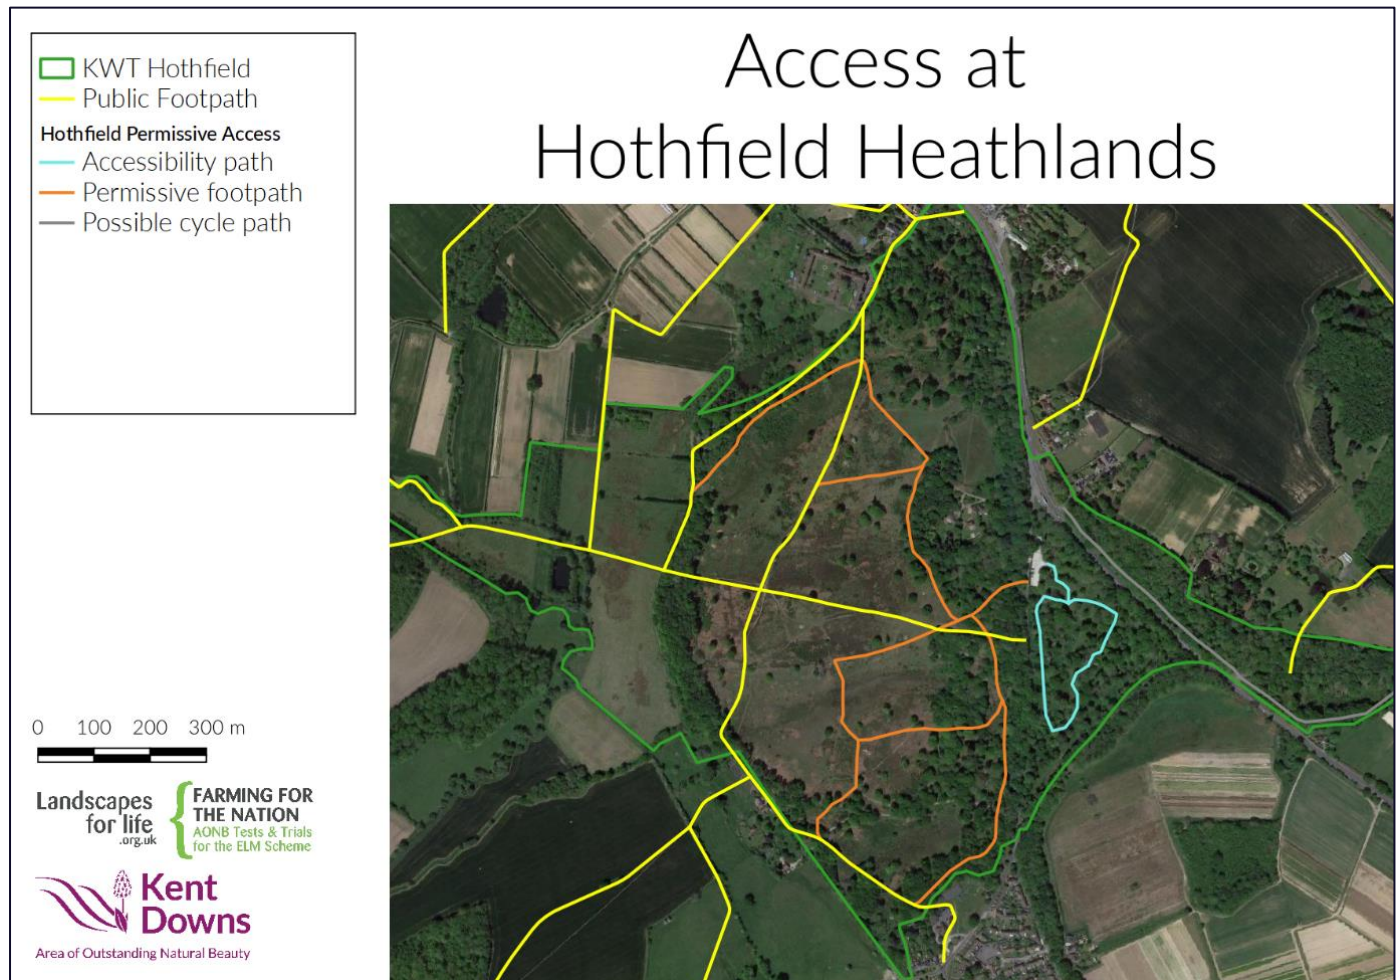 Access at
Hothfield Heathlands
KWT Hothfield
Public Footpath
Hothfield Permissive Access
Accessibility path
Permissive footpath
Possible cycle path
0 100 200 300 m
Landscapes
for life
.org.uk
FARMING FOR
THE NATION
AONB Tests & Trials
for the ELM Scheme
Kent
Downs
Area of Outstanding Natural Beauty